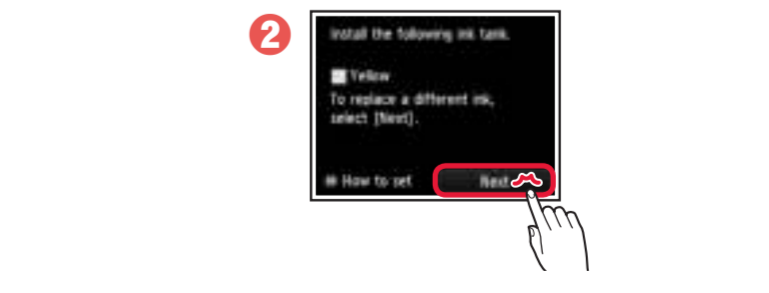 2
Install the following ink tank.
Yellow
To replace a different ink,
select [Next].
How to set
Next